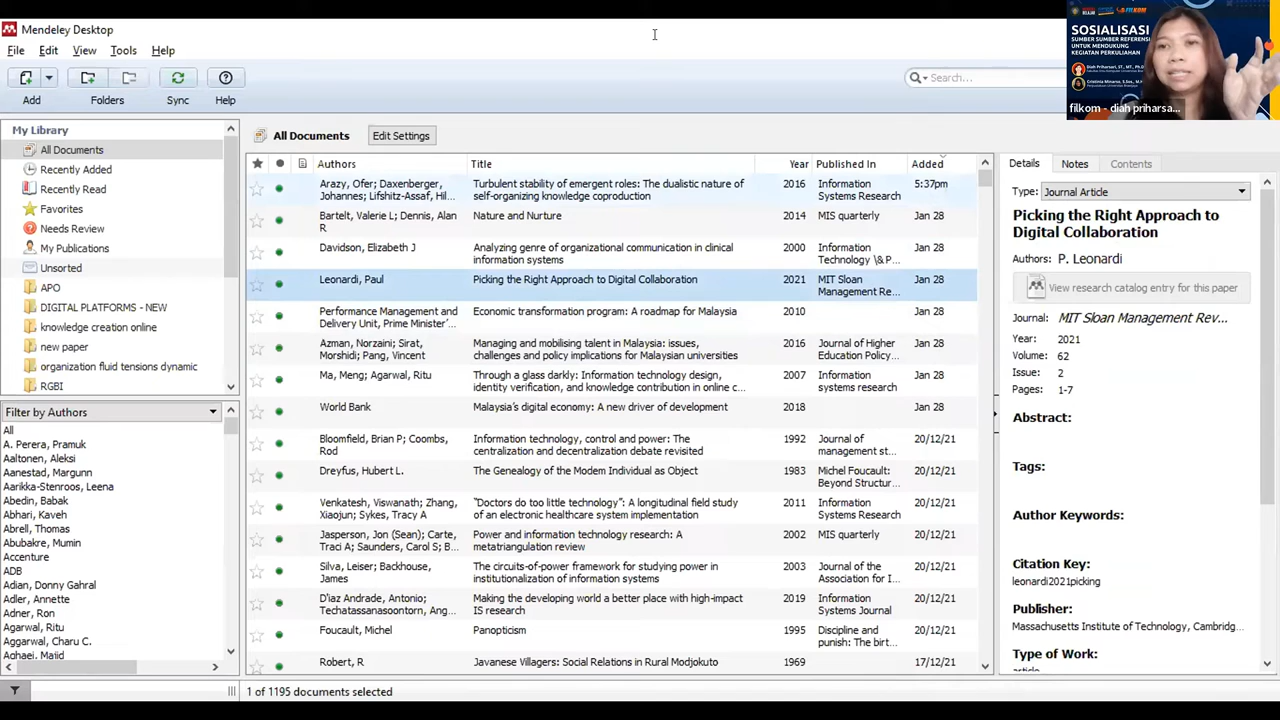 Mendeley Desktop
File Edit View Tools Help
Add Folders Sync Help
Search...
SOSIALISASI
SUMBER SUMBER REFERENSI
UNTUK MENDUKUNG
KEGIATAN PERKULIAHAN
filkom - diah priharsa...
My Library
All Documents
Recently Added
Recently Read
Favorites
Needs Review
My Publications
Unsorted
APO
DIGITAL PLATFORMS - NEW
knowledge creation online
new paper
organization fluid tensions dynamic
RGBI
Filter by Authors
All
A. Perera, Pramuk
Aaltonen, Aleksi
Aanestad, Margunn
Aarikka-Stenroos, Leena
Abedin, Babak
Abhari, Kaveh
Abrell, Thomas
Abubakre, Mumin
Accenture
ADB
Adian, Donny Gahral
Adler, Annette
Adner, Ron
Agarwal, Ritu
Aggarwal, Charu C.
Aghaei, Majid
All Documents Edit Settings
Authors Title Year Published In Added
Arazy, Ofer; Daxenberger, Turbulent stability of emergent roles: The dualistic nature of 2016 Information 5:37pm
Johannes; Lifshitz-Assaf, Hil... self-organizing knowledge coproduction Systems Research
Bartelt, Valerie L; Dennis, Alan Nature and Nurture 2014 MIS quarterly Jan 28
R
Davidson, Elizabeth J Analyzing genre of organizational communication in clinical 2000 Information Jan 28
information systems Technology \& P...
Leonardi, Paul Picking the Right Approach to Digital Collaboration 2021 MIT Sloan Jan 28
Management Re...
Performance Management and Economic transformation program: A roadmap for Malaysia 2010 Jan 28
Delivery Unit, Prime Minister´...
Azman, Norzaini; Sirat, Managing and mobilising talent in Malaysia: issues, 2016 Journal of Higher Jan 28
Morshidi; Pang, Vincent challenges and policy implications for Malaysian universities Education Policy...
Ma, Meng; Agarwal, Ritu Through a glass darkly: Information technology design, 2007 Information Jan 28
identity verification, and knowledge contribution in online c... systems research
World Bank Malaysia's digital economy: A new driver of development 2018 Jan 28
Bloomfield, Brian P; Coombs, Information technology, control and power: The 1992 Journal of 20/12/21
Rod centralization and decentralization debate revisited management st...
Dreyfus, Hubert L. The Genealogy of the Modem Individual as Object 1983 Michel Foucault: 20/12/21
Beyond Structur...
Venkatesh, Viswanath; Zhang, "Doctors do too little technology": A longitudinal field study 2011 Information 20/12/21
Xiaojun; Sykes, Tracy A of an electronic healthcare system implementation Systems Research
Jasperson, Jon (Sean); Carte, Power and information technology research: A 2002 MIS quarterly 20/12/21
Traci A; Saunders, Carol S; B... metatriangulation review
Silva, Leiser; Backhouse, The circuits-of-power framework for studying power in 2003 Journal of the 20/12/21
James institutionalization of information systems Association for I...
D'iaz Andrade, Antonio; Making the developing world a better place with high-impact 2019 Information 20/12/21
Techatassanasoontorn, Ang... IS research Systems Journal
Foucault, Michel Panopticism 1995 Discipline and 20/12/21
punish: The birt...
Robert, R Javanese Villagers: Social Relations in Rural Modjokuto 1969 17/12/21
1 of 1195 documents selected
Details Notes Contents
Type: Journal Article
Picking the Right Approach to
Digital Collaboration
Authors: P. Leonardi
View research catalog entry for this paper
Journal: MIT Sloan Management Rev...
Year: 2021
Volume: 62
Issue: 2
Pages: 1-7
Abstract:
Tags:
Author Keywords:
Citation Key:
leonardi2021picking
Publisher:
Massachusetts Institute of Technology, Cambridg...
Type of Work:
article